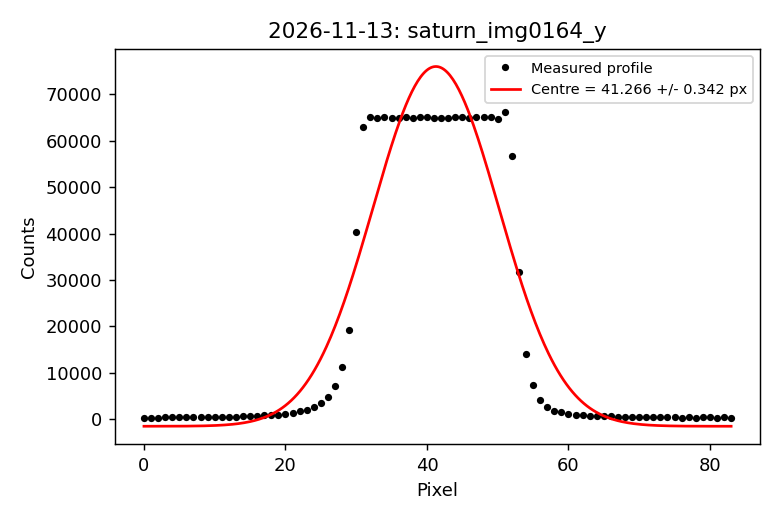 2026-11-13: saturn_img0164_y
Measured profile
Centre = 41.266 +/- 0.342 px
70000
60000
50000
40000
30000
20000
10000
0
Counts
0 20 40 60 80
Pixel